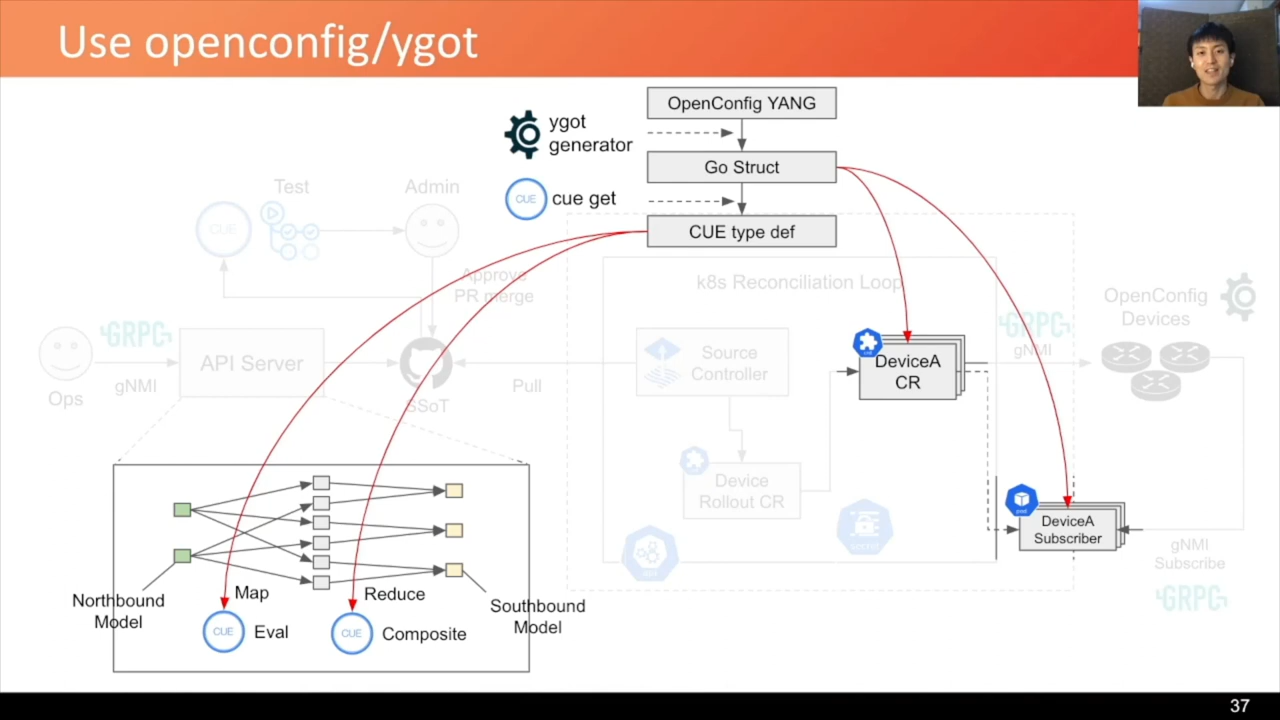 Use openconfig/ygot
OpenConfig YANG
ygot
generator
Go Struct
CUE
cue get
CUE type def
Test
Admin
CUE
Approve
PR merge
k8s Reconciliation Loop
OpenConfig
Devices
GRPC
gNMI
Ops
API Server
SSoT
Pull
Source
Controller
DeviceA
CR
GRPC
gNMI
Device
Rollout CR
secret
DeviceA
Subscriber
pod
gNMI
Subscribe
GRPC
Northbound
Model
Map
Reduce
Southbound
Model
CUE
Eval
CUE
Composite
37